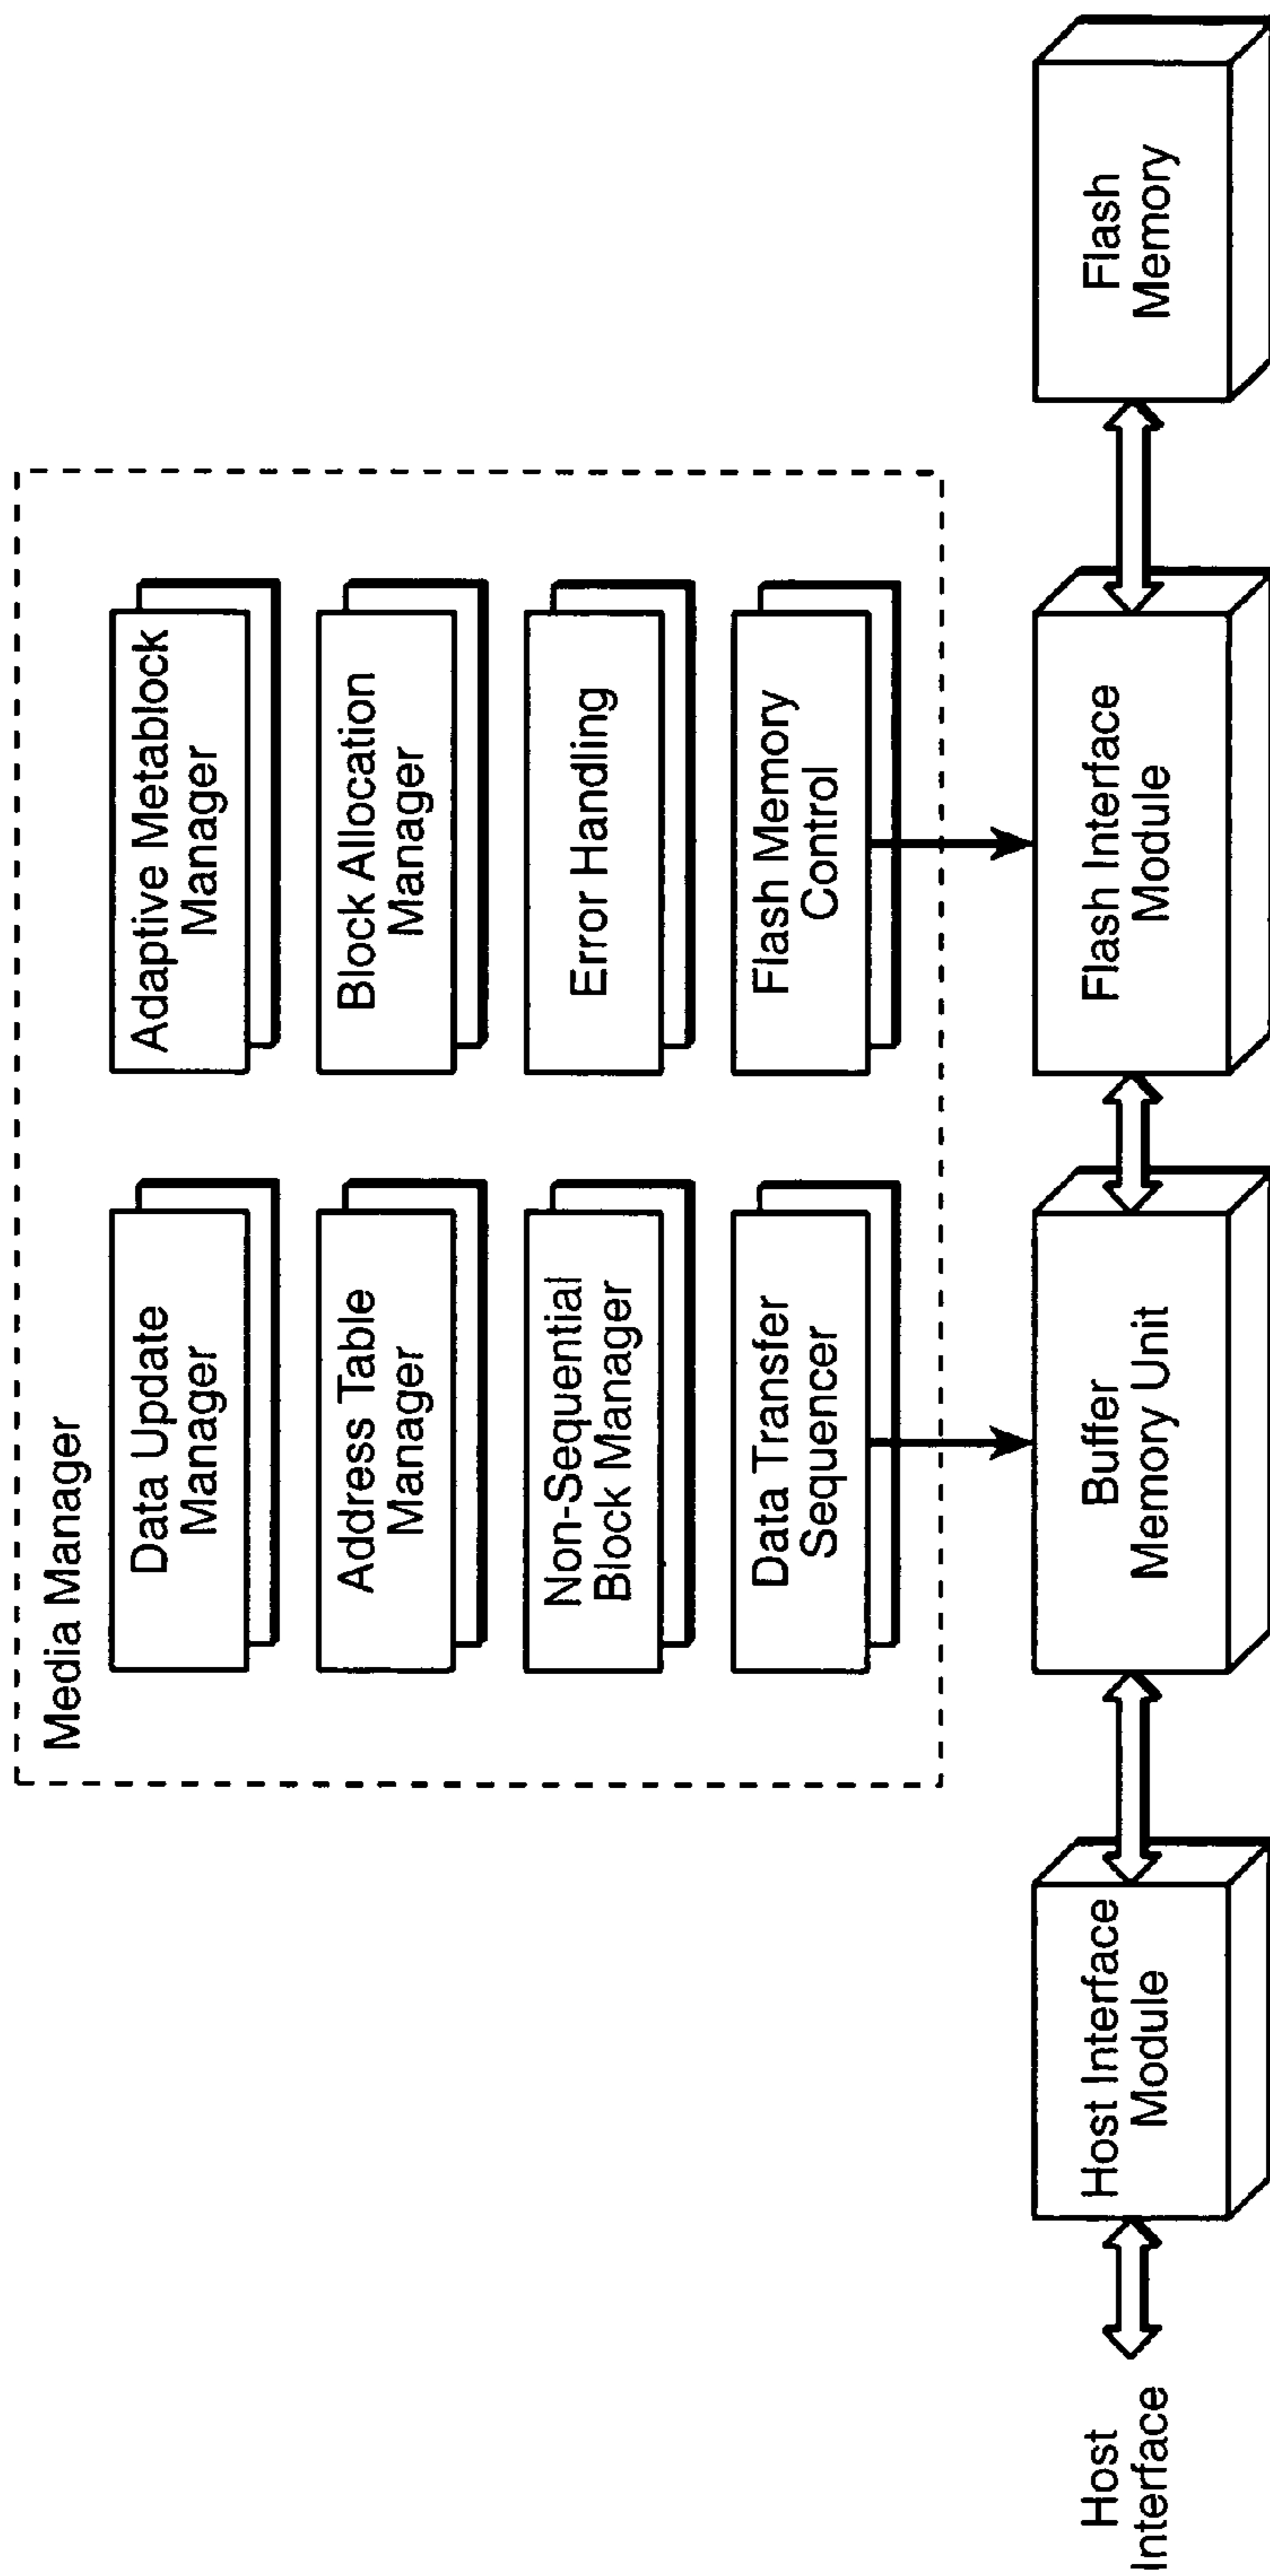 Media Manager
Data Update
Manager
Adaptive Metablock
Manager
Address Table
Manager
Block Allocation
Manager
Non-Sequential
Block Manager
Error Handling
Data Transfer
Sequencer
Flash Memory
Control
Host
Interface
Host Interface
Module
Buffer
Memory Unit
Flash Interface
Module
Flash
Memory